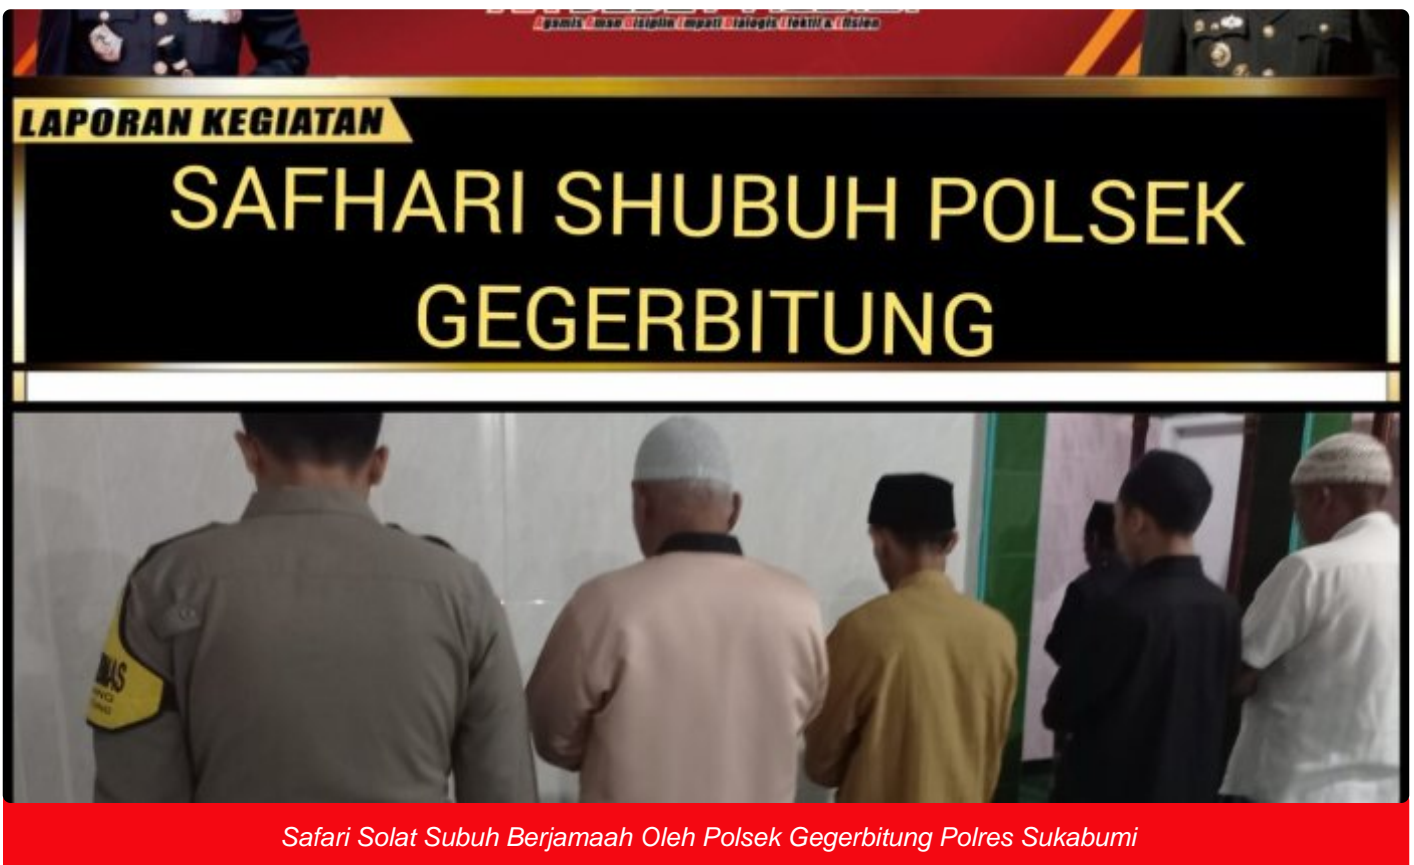 LAPORAN KEGIATAN
SAFHARI SHUBUH POLSEK
GEGERBITUNG
Safari Solat Subuh Berjamaah Oleh Polsek Gegerbitung Polres Sukabumi